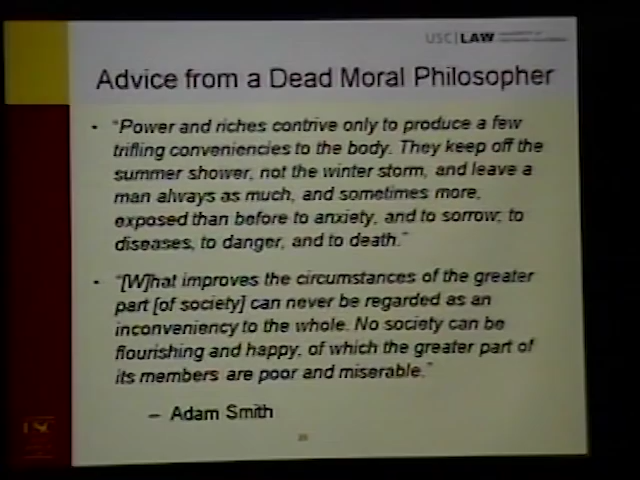 USC|LAW
Advice from a Dead Moral Philosopher
• "Power and riches contrive only to produce a few
trifling conveniencies to the body. They keep off the
summer shower, not the winter storm, and leave a
man always as much, and sometimes more,
exposed than before to anxiety, and to sorrow; to
diseases, to danger, and to death."
• "[W]hat improves the circumstances of the greater
part [of society] can never be regarded as an
inconveniency to the whole. No society can be
flourishing and happy, of which the greater part of
its members are poor and miserable."
– Adam Smith
USC